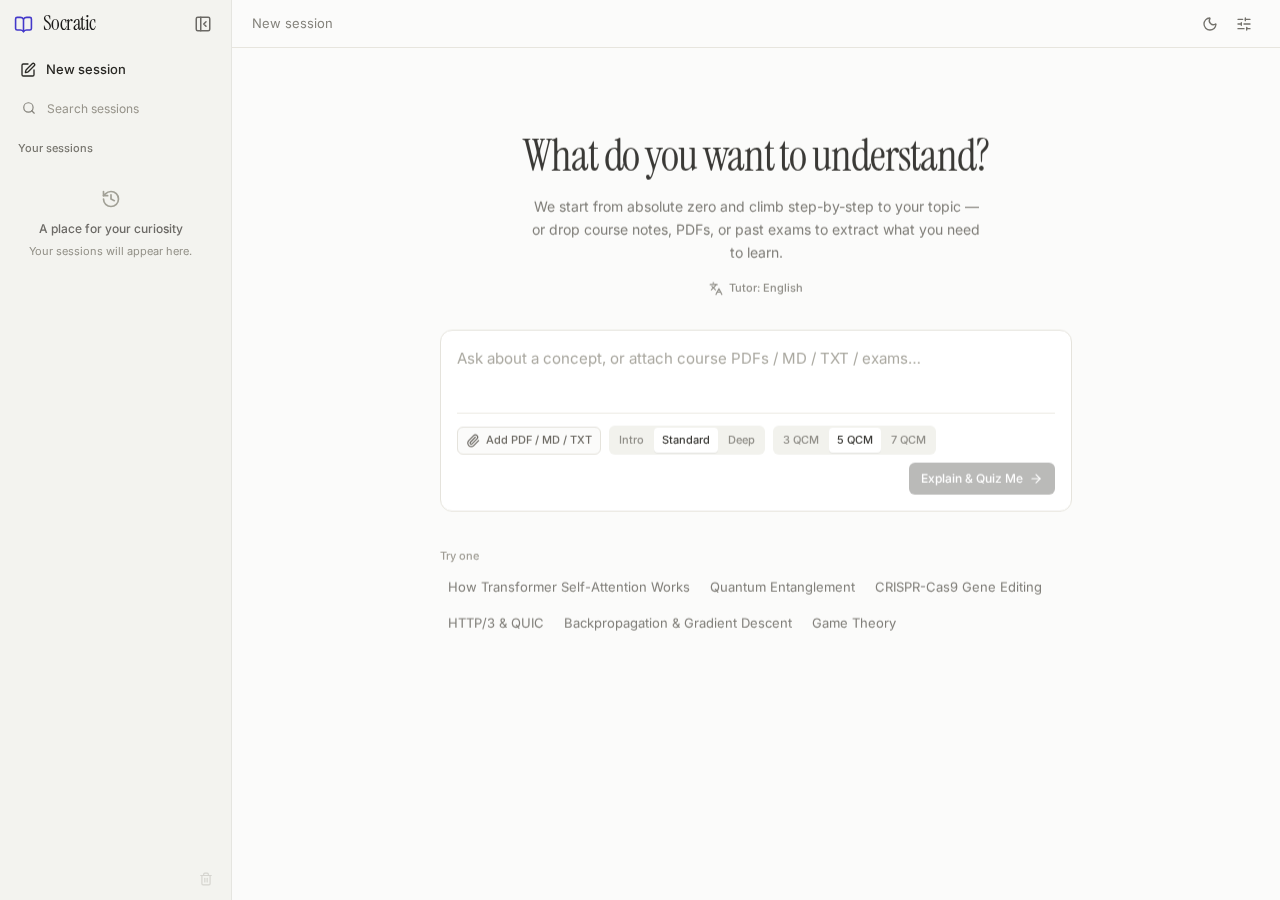 Socratic
New session
Search sessions
Your sessions
A place for your curiosity
Your sessions will appear here.
New session
What do you want to understand?
We start from absolute zero and climb step-by-step to your topic —
or drop course notes, PDFs, or past exams to extract what you need
to learn.
Tutor: English
Ask about a concept, or attach course PDFs / MD / TXT / exams...
Add PDF / MD / TXT Intro Standard Deep 3 QCM 5 QCM 7 QCM
Explain & Quiz Me
Try one
How Transformer Self-Attention Works Quantum Entanglement CRISPR-Cas9 Gene Editing
HTTP/3 & QUIC Backpropagation & Gradient Descent Game Theory